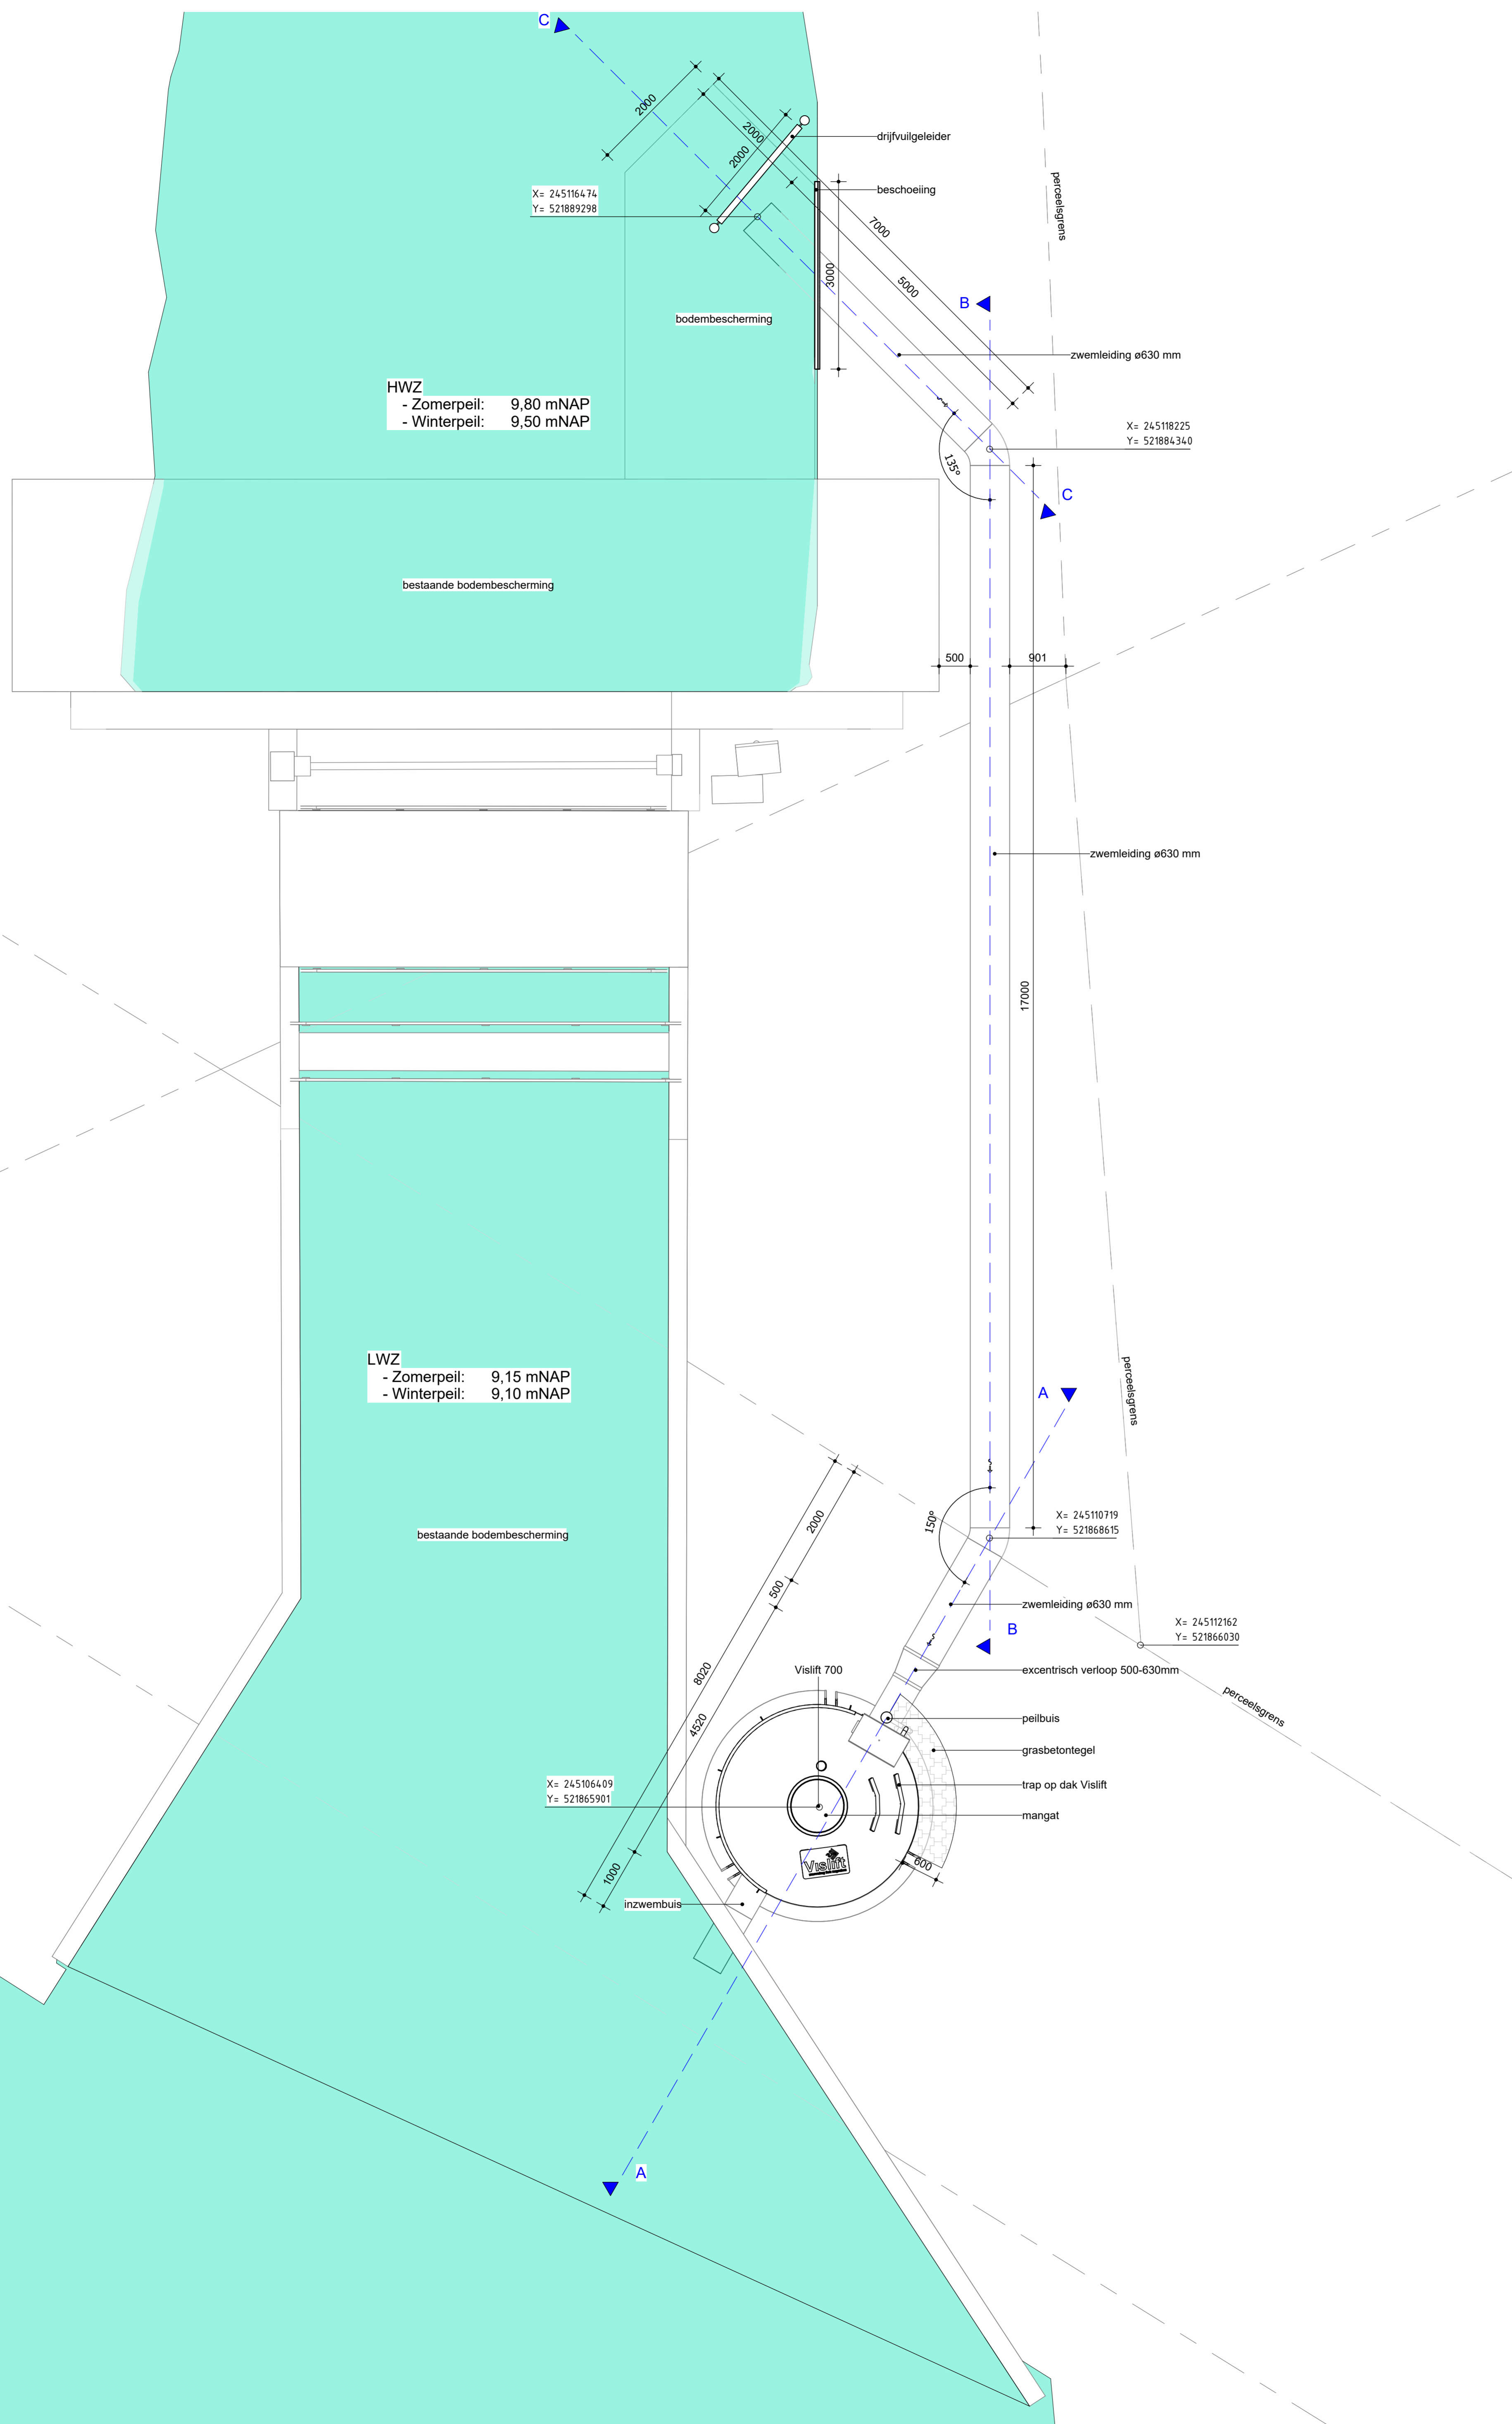 C
2000
2000
2000
drijfvuilgeleider
beschoeiing
perceelsgrens
X= 245116474
Y= 521889298
7000
3000
5000
B
bodembescherming
zwemleiding ø630 mm
HWZ
- Zomerpeil: 9,80 mNAP
- Winterpeil: 9,50 mNAP
X= 245118225
Y= 521884340
135°
C
bestaande bodembescherming
500
901
zwemleiding ø630 mm
17000
LWZ
- Zomerpeil: 9,15 mNAP
- Winterpeil: 9,10 mNAP
perceelsgrens
A
2000
150°
X= 245110719
Y= 521868615
bestaande bodembescherming
500
zwemleiding ø630 mm
B
X= 245112162
Y= 521866030
8020
Vislift 700
excentrisch verloop 500-630mm
perceelsgrens
4520
peilbuis
grasbetontegel
trap op dak Vislift
X= 245106409
Y= 521865901
mangat
Vislift
600
1000
inzwembuis
A